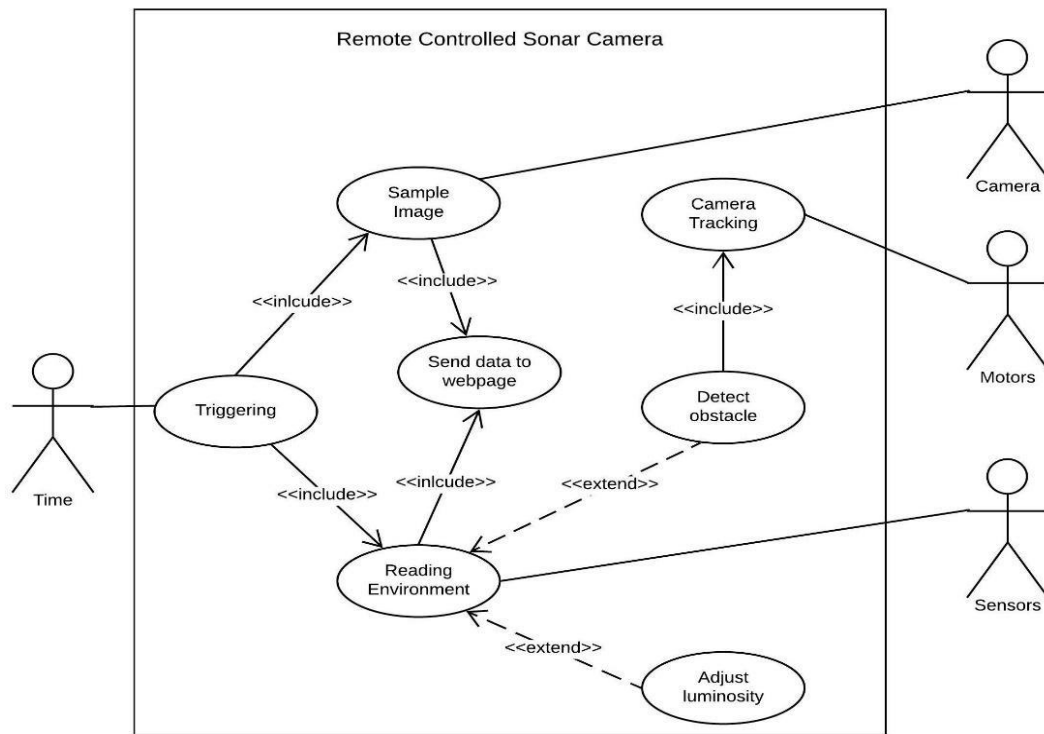 Remote Controlled Sonar Camera
Camera
Sample
Image
Camera
Tracking
<<inlcude>>
<<include>>
<<include>>
Motors
Send data to
webpage
Triggering
Detect
obstacle
Time
<<include>>
<<inlcude>>
<<extend>>
Reading
Environment
Sensors
<<extend>>
Adjust
luminosity